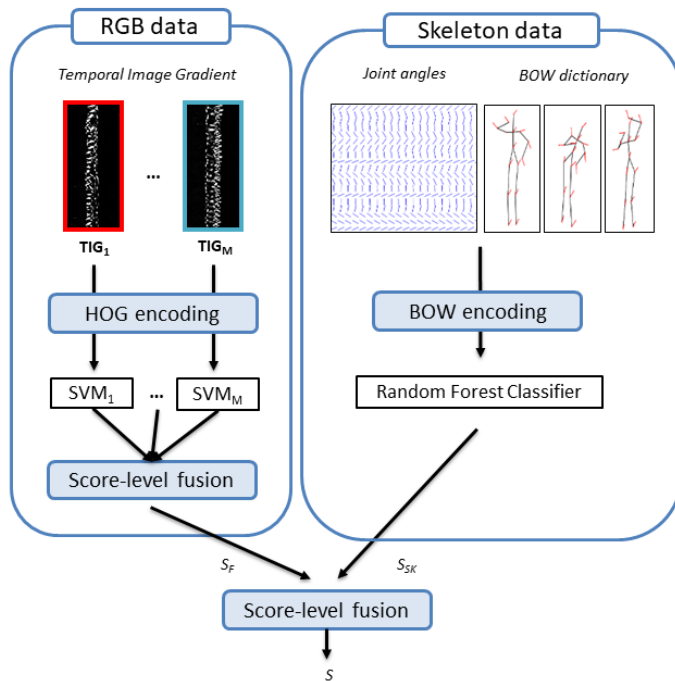 RGB data
Temporal Image Gradient
...
TIG1
TIGM
HOG encoding
SVM1
...
SVMM
Score-level fusion
Skeleton data
Joint angles
BOW dictionary
BOW encoding
Random Forest Classifier
SF
SSK
Score-level fusion
S